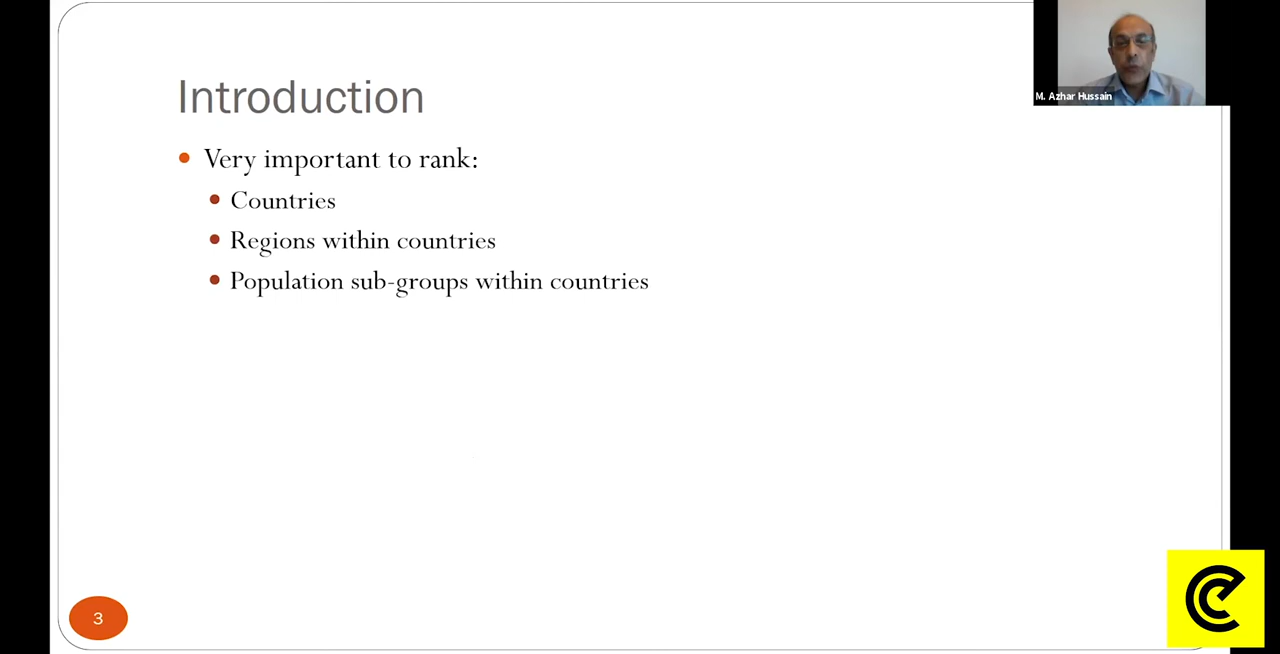 Introduction
Very important to rank:
Countries
Regions within countries
Population sub-groups within countries
M. Azhar Hussain
3